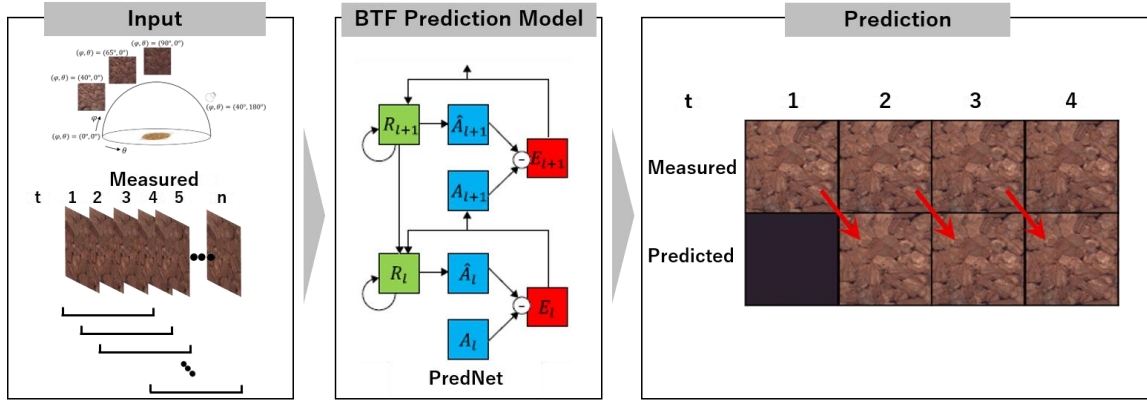 Input
(φ, θ) = (90°, 0°)
(φ, θ) = (65°, 0°)
(φ, θ) = (40°, 0°)
(φ, θ) = (40°, 180°)
φ
(φ, θ) = (0°, 0°)
θ
Measured
t 1 2 3 4 5 n
BTF Prediction Model
R_{l+1} Â_{l+1} E_{l+1}
-
A_{l+1}
R_l Â_l E_l
-
A_l
PredNet
Prediction
t 1 2 3 4
Measured
Predicted